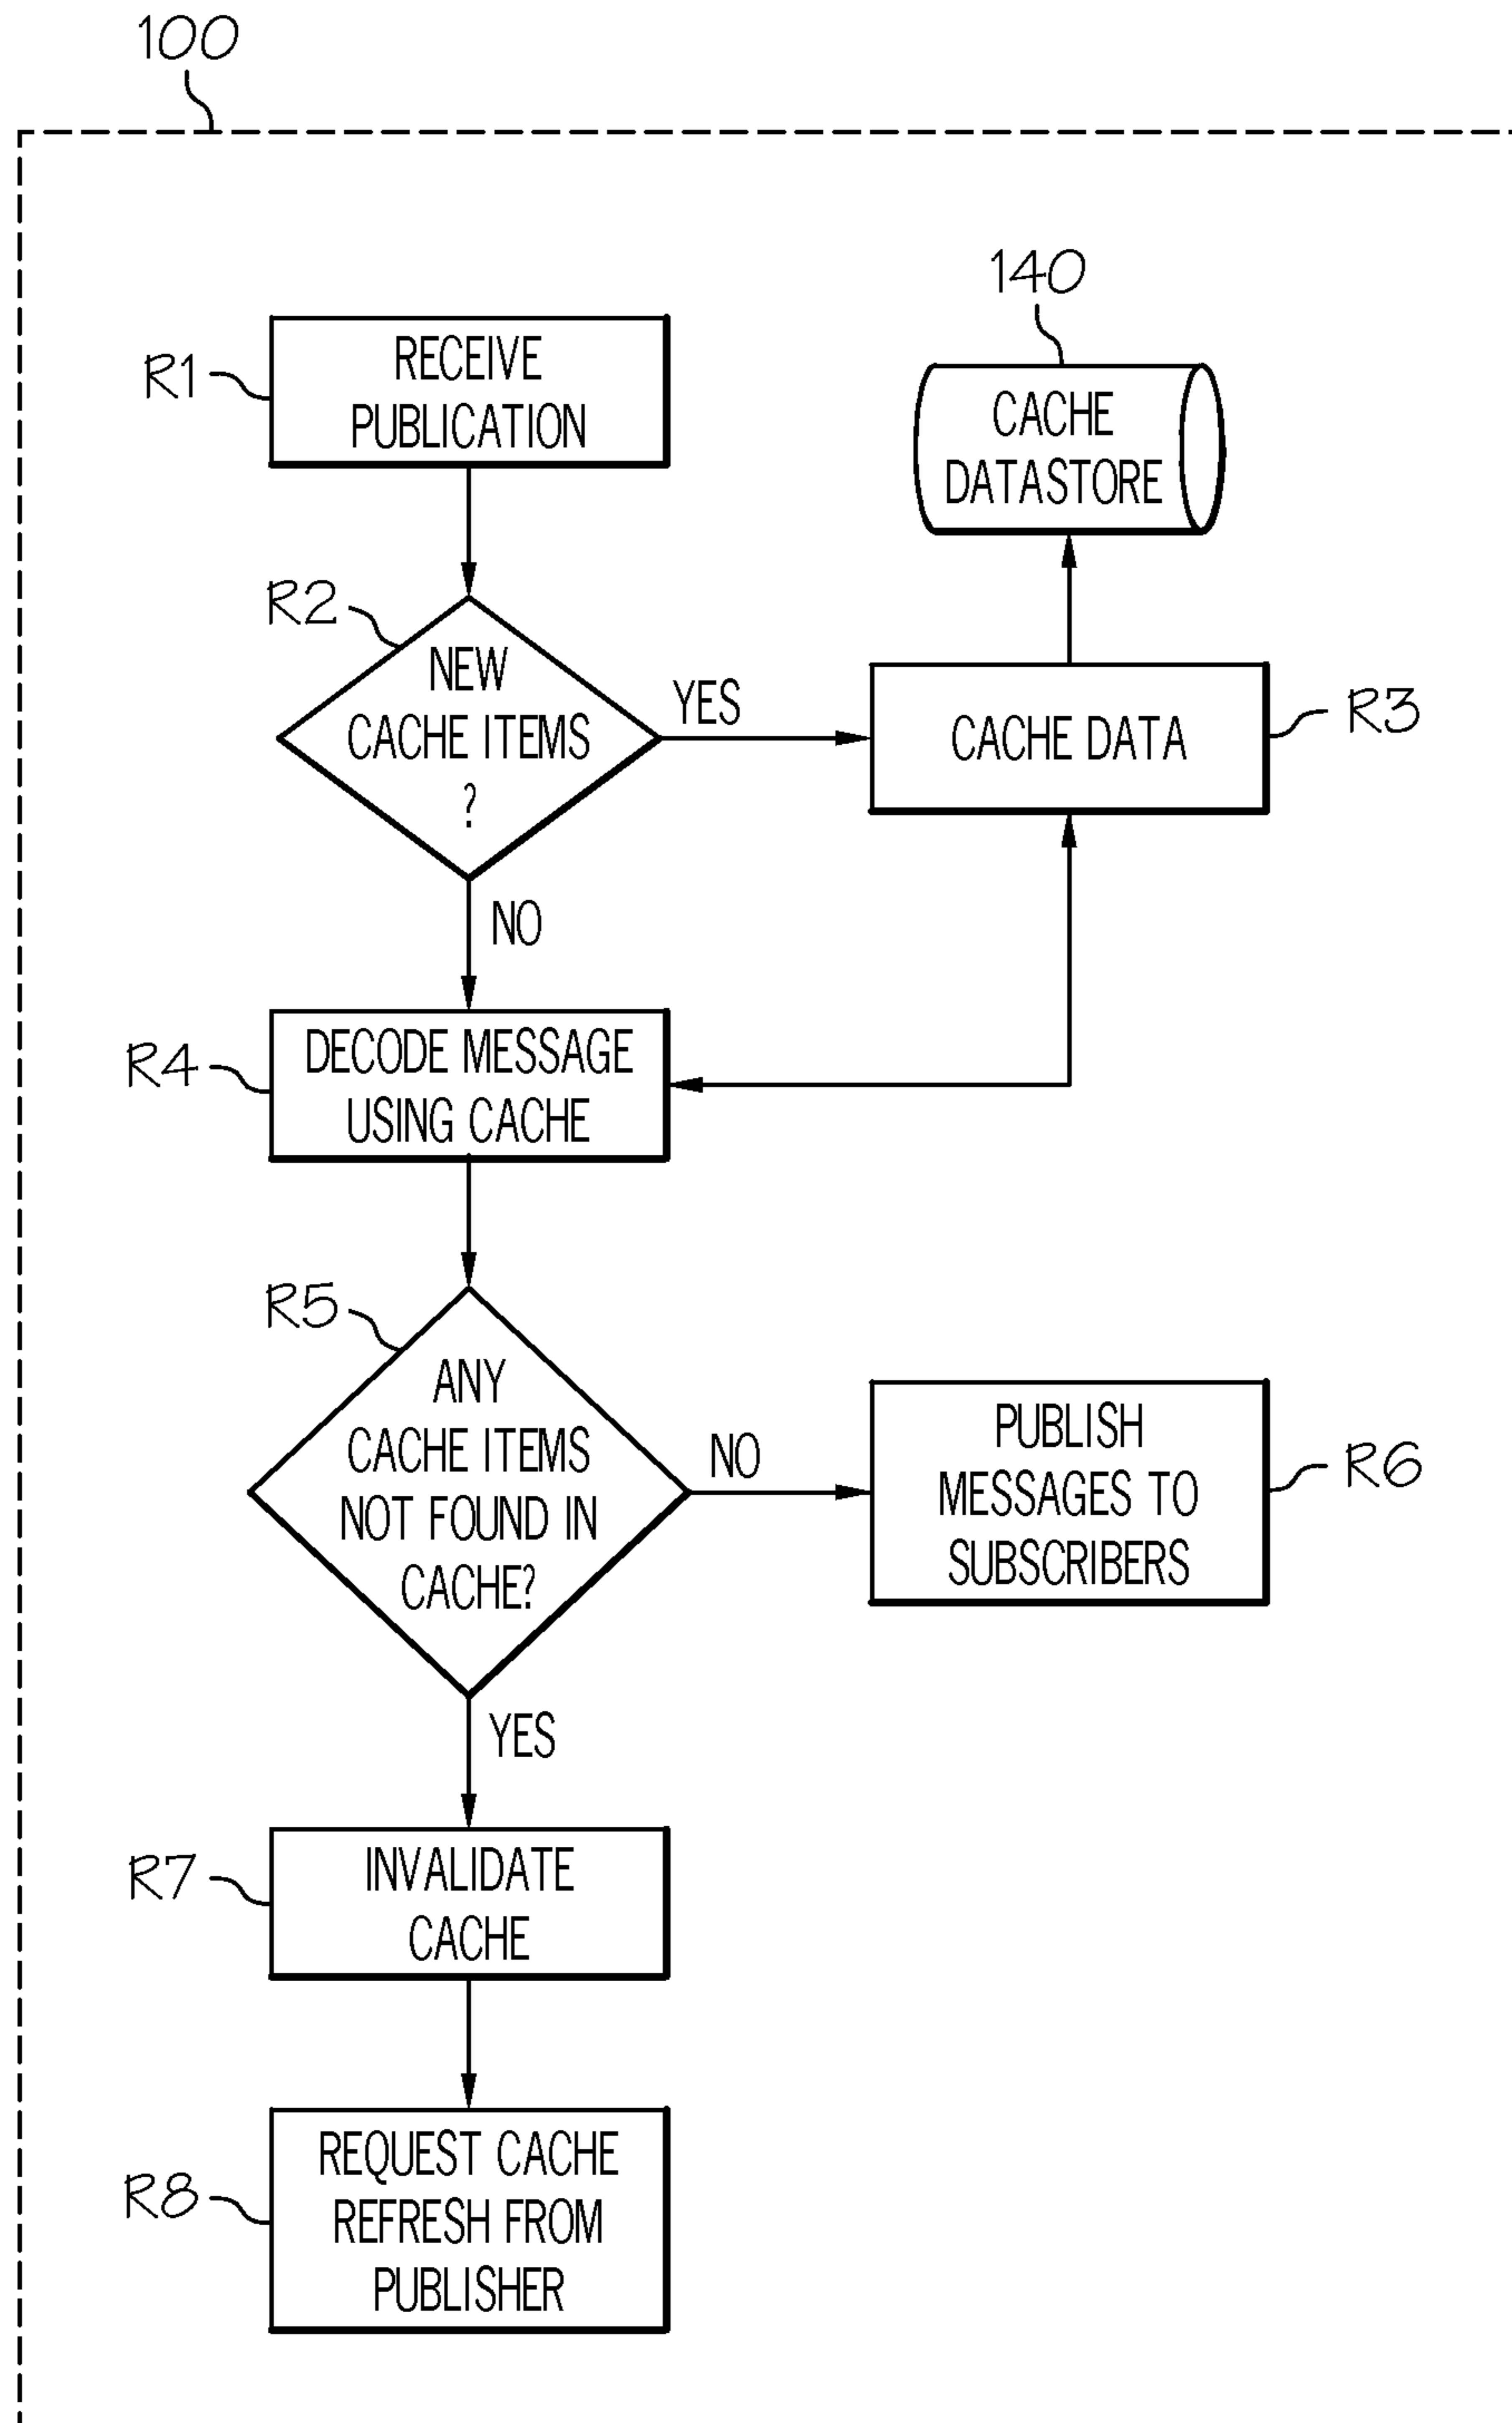 100
140
R1
RECEIVE
PUBLICATION
CACHE
DATASTORE
R2
NEW
CACHE ITEMS
?
YES
CACHE DATA
R3
NO
R4
DECODE MESSAGE
USING CACHE
R5
ANY
CACHE ITEMS
NOT FOUND IN
CACHE?
NO
PUBLISH
MESSAGES TO
SUBSCRIBERS
R6
YES
R7
INVALIDATE
CACHE
R8
REQUEST CACHE
REFRESH FROM
PUBLISHER